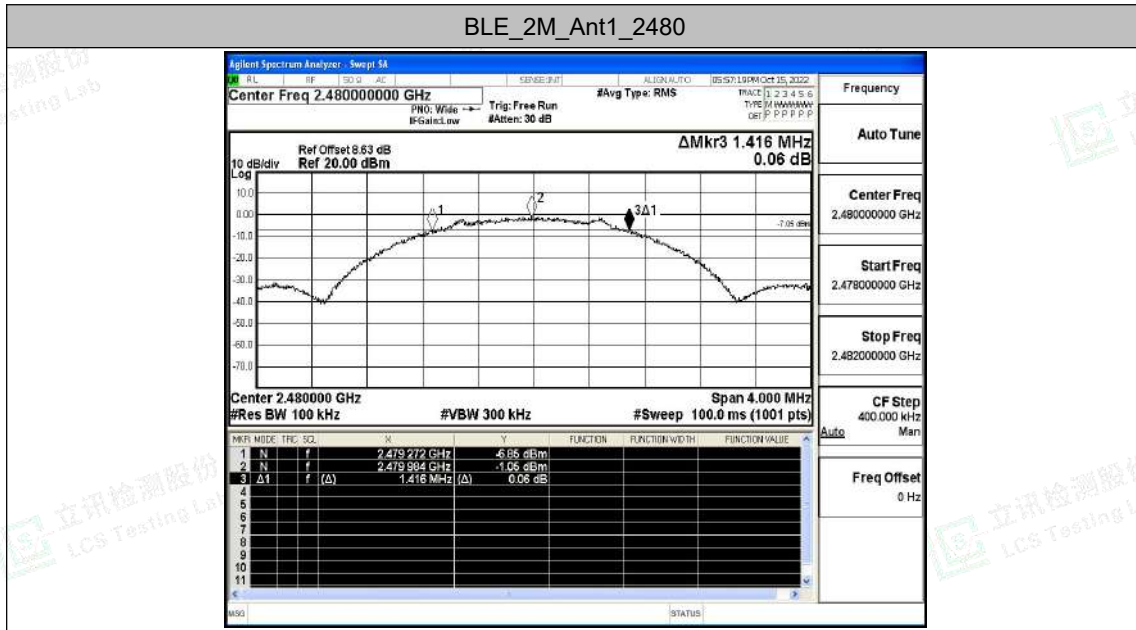 BLE_2M_Ant1_2480
Agilent Spectrum Analyzer - Swept SA
RL RF 50 Ω AC SENSE:INT ALIGN AUTO 05:57:19PM Oct 15, 2022
Center Freq 2.480000000 GHz
PNO: Wide
IFGain:Low
Trig: Free Run
#Atten: 30 dB
#Avg Type: RMS
TRACE 1 2 3 4 5 6
TYPE M WWWWW
DET P P P P P P
Ref Offset 8.63 dB
10 dB/div Ref 20.00 dBm
ΔMkr3 1.416 MHz
0.06 dB
Log
10.0
0.00
-10.0
-20.0
-30.0
-40.0
-50.0
-60.0
-70.0
1
2
3Δ1
-7.05 dBm
Center 2.480000 GHz Span 4.000 MHz
#Res BW 100 kHz #VBW 300 kHz #Sweep 100.0 ms (1001 pts)
MKR MODE TRC SCL X Y FUNCTION FUNCTION WIDTH FUNCTION VALUE
1 N f 2.479 272 GHz -6.85 dBm
2 N f 2.479 984 GHz -1.05 dBm
3 Δ1 f (Δ) 1.416 MHz (Δ) 0.06 dB
4
5
6
7
8
9
10
11
MSG STATUS
Frequency
Auto Tune
Center Freq
2.480000000 GHz
Start Freq
2.478000000 GHz
Stop Freq
2.482000000 GHz
CF Step
400.000 kHz
Auto Man
Freq Offset
0 Hz
立讯检测股份
LCS Testing Lab
立讯检测股份
LCS Testing L